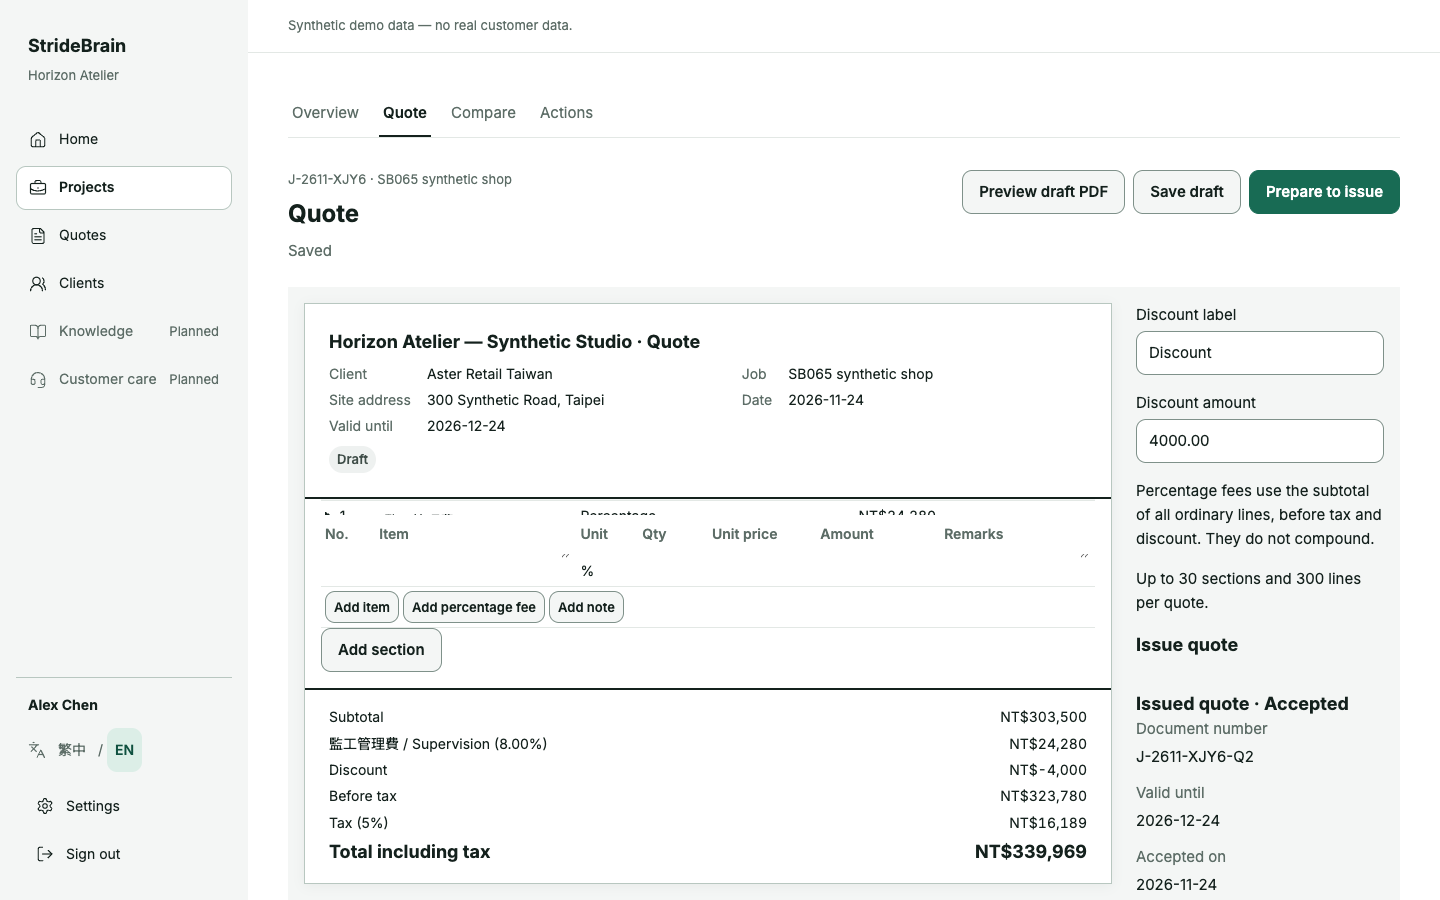 Synthetic demo data — no real customer data.
StrideBrain
Horizon Atelier
Home
Projects
Quotes
Clients
Knowledge Planned
Customer care Planned
Alex Chen
繁中 / EN
Settings
Sign out
Overview Quote Compare Actions
J-2611-XJY6 · SB065 synthetic shop
Quote
Saved
Preview draft PDF Save draft Prepare to issue
Horizon Atelier — Synthetic Studio · Quote
Client Aster Retail Taiwan Job SB065 synthetic shop
Site address 300 Synthetic Road, Taipei Date 2026-11-24
Valid until 2026-12-24
Draft
1 Percentage NT$24,280
No. Item Unit Qty Unit price Amount Remarks
%
Add item Add percentage fee Add note
Add section
Subtotal NT$303,500
監工管理費 / Supervision (8.00%) NT$24,280
Discount NT$-4,000
Before tax NT$323,780
Tax (5%) NT$16,189
Total including tax NT$339,969
Discount label
Discount
Discount amount
4000.00
Percentage fees use the subtotal
of all ordinary lines, before tax and
discount. They do not compound.
Up to 30 sections and 300 lines
per quote.
Issue quote
Issued quote · Accepted
Document number
J-2611-XJY6-Q2
Valid until
2026-12-24
Accepted on
2026-11-24